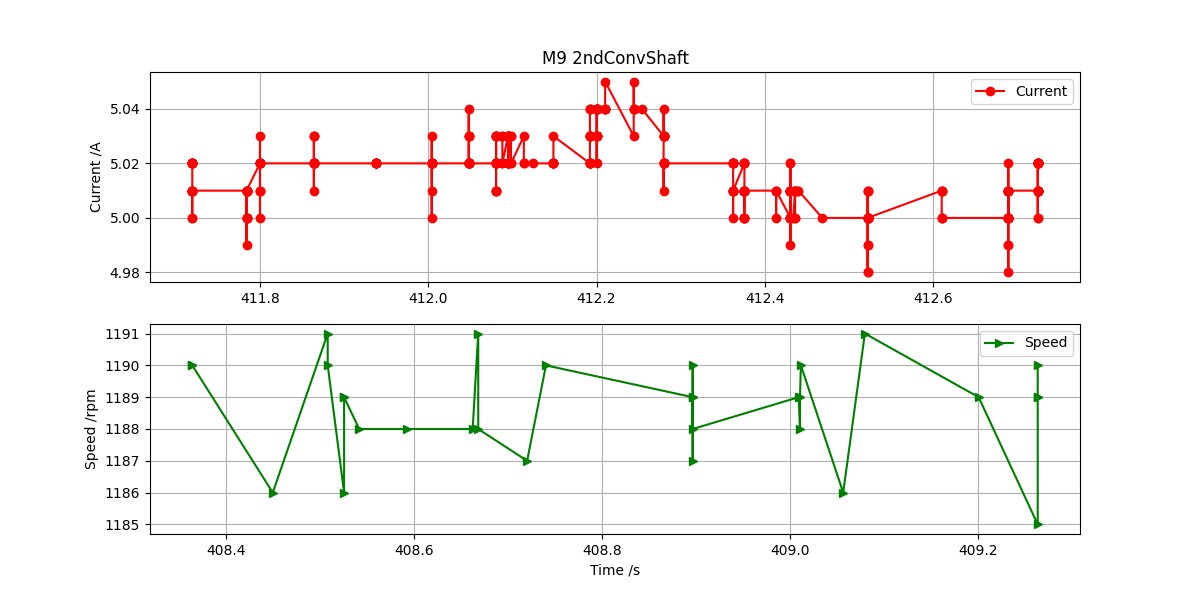 M9 2ndConvShaft
Current
5.04
5.02
5.00
4.98
Current /A
411.8 412.0 412.2 412.4 412.6
Speed
1191
1190
1189
1188
1187
1186
1185
Speed /rpm
408.4 408.6 408.8 409.0 409.2
Time /s